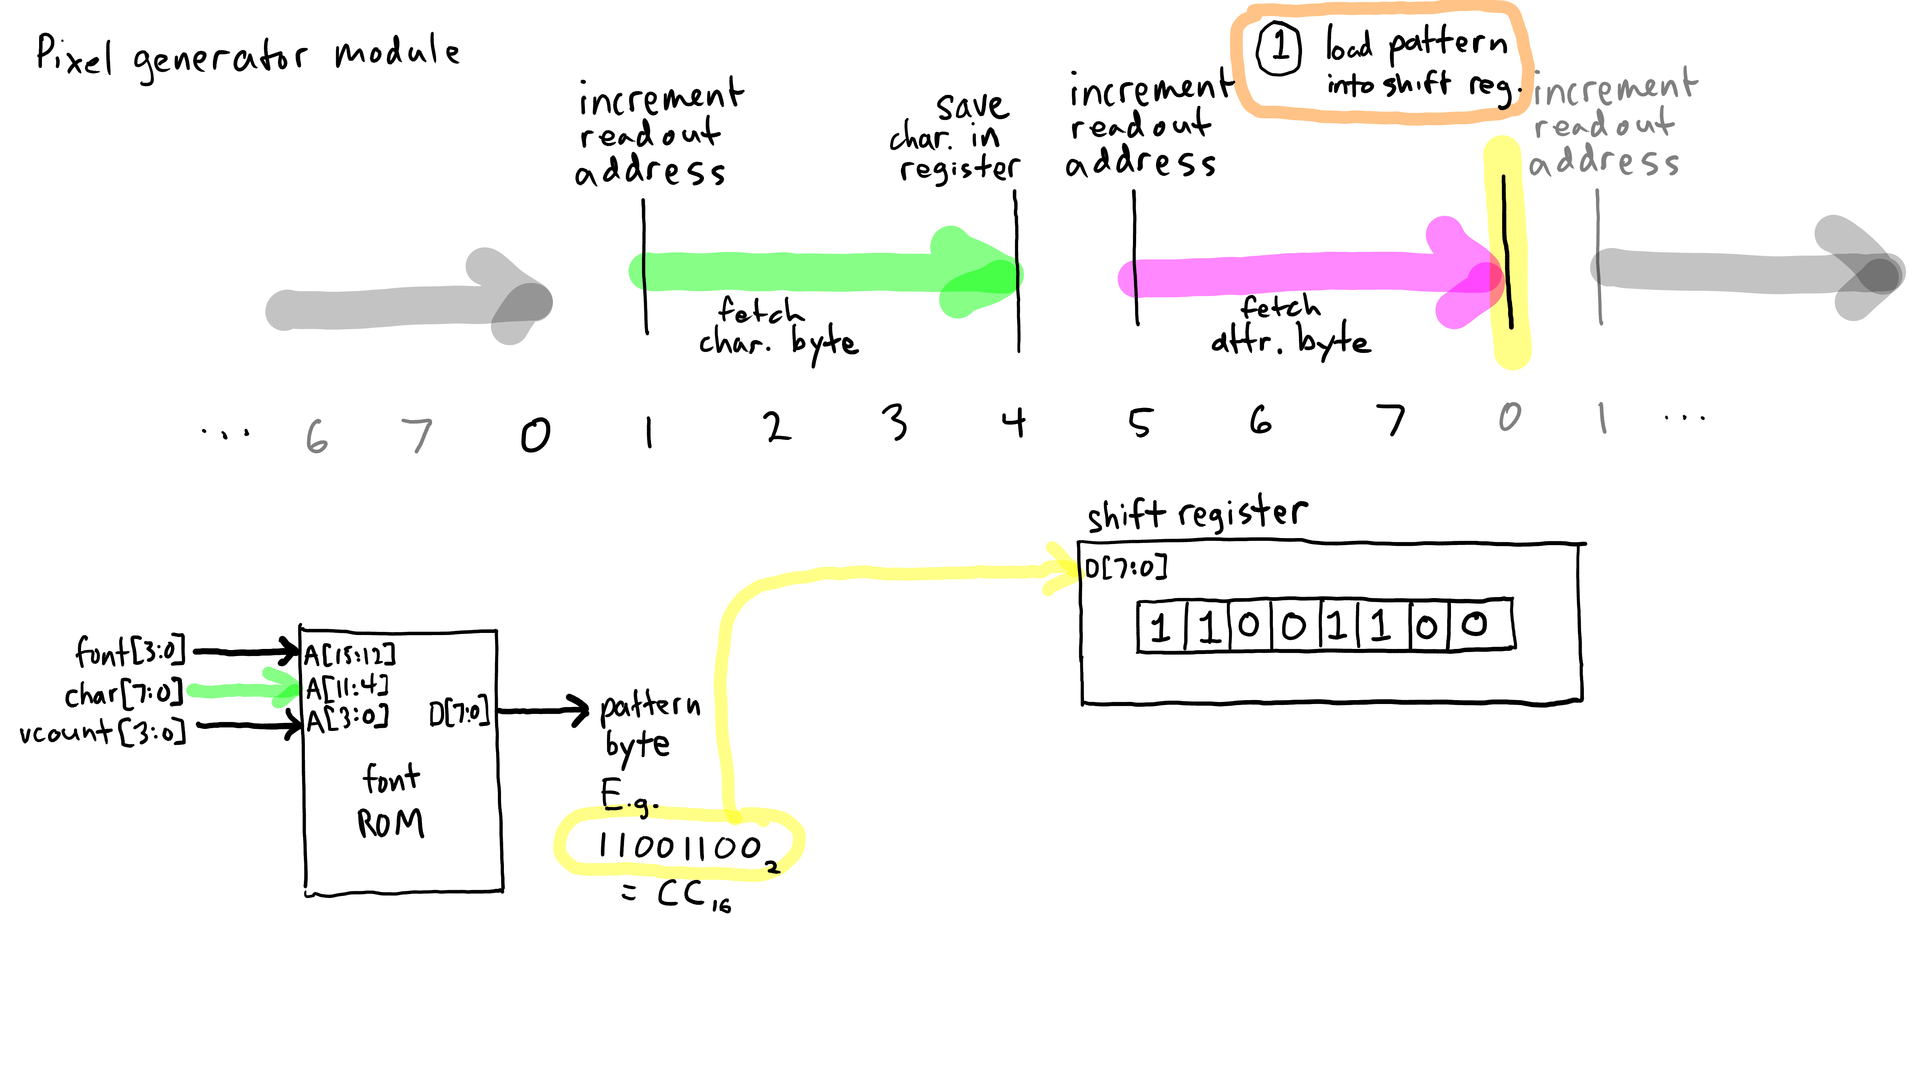 Pixel generator module
1 load pattern
into shift reg.
increment
readout
address
save
char. in
register
increment
readout
address
increment
readout
address
fetch
char. byte
fetch
attr. byte
... 6 7 0 1 2 3 4 5 6 7 0 1 ...
shift register
D[7:0]
1 1 0 0 1 1 0 0
font[3:0]
char[7:0]
vcount[3:0]
A[15:12]
A[11:4]
A[3:0]
D[7:0]
font
ROM
pattern
byte
E.g.
11001100₂
= CC₁₆